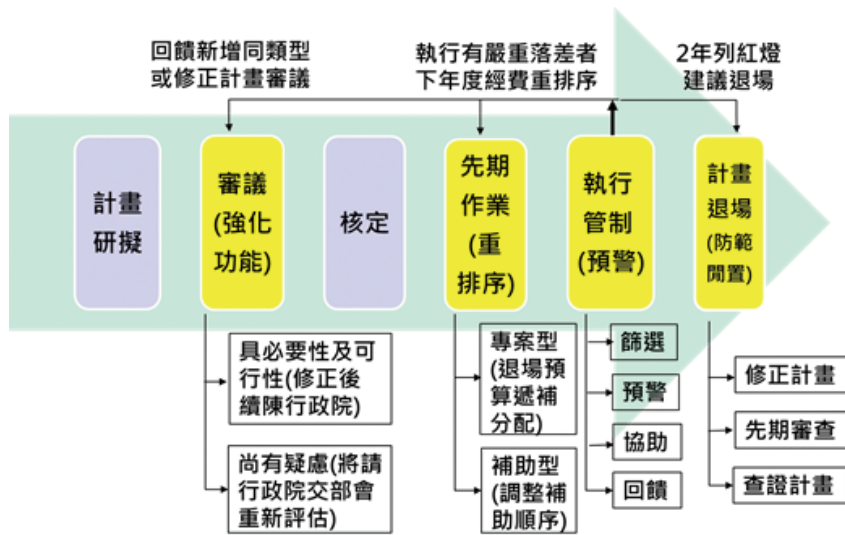 回饋新增同類型
或修正計畫審議
執行有嚴重落差者
下年度經費重排序
2年列紅燈
建議退場
計畫
研擬
審議
(強化
功能)
核定
先期
作業
(重
排序)
執行
管制
(預警)
計畫
退場
(防範
閒置)
具必要性及可
行性(修正後
續陳行政院)
尚有疑慮(將請
行政院交部會
重新評估)
專案型
(退場預
算遞補
分配)
補助型
(調整補
助順序)
篩選
預警
協助
回饋
修正計畫
先期審查
查證計畫